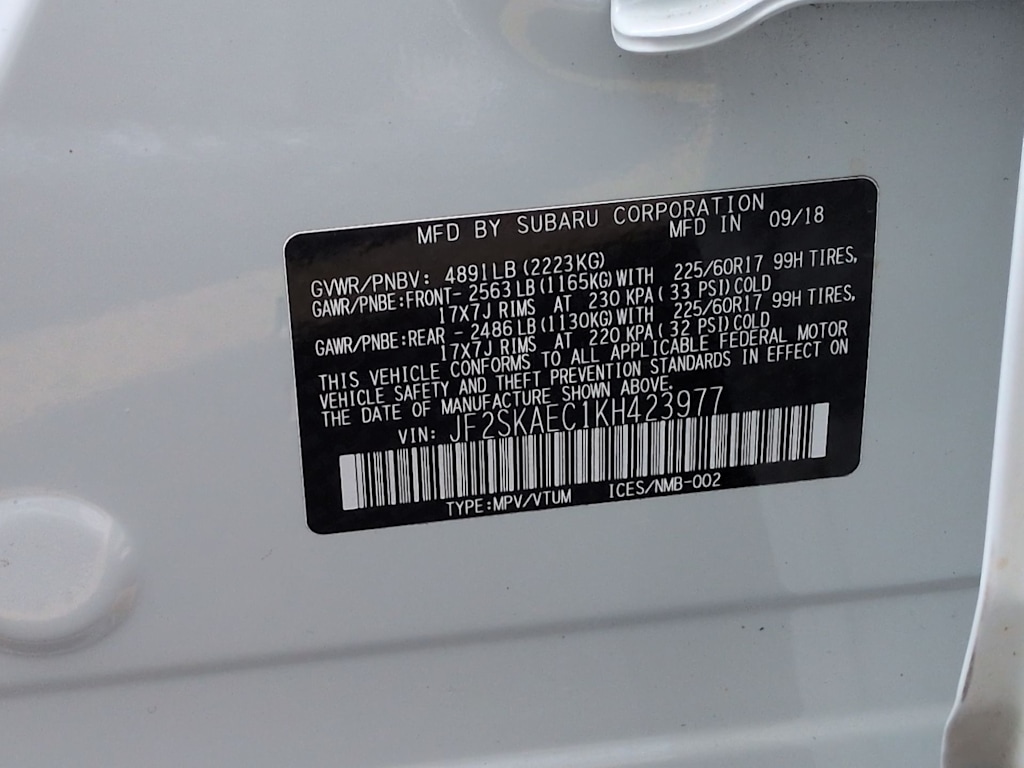 MFD BY SUBARU CORPORATION
MFD IN 09/18
GVWR/PNBV: 4891LB(2223KG)
GAWR/PNBE:FRONT- 2563LB(1165KG)WITH 225/60R17 99H TIRES,
17X7J RIMS AT 230 KPA( 33 PSI)COLD
GAWR/PNBE:REAR - 2486LB(1130KG)WITH 225/60R17 99H TIRES,
17X7J RIMS AT 220 KPA( 32 PSI)COLD
THIS VEHICLE CONFORMS TO ALL APPLICABLE FEDERAL MOTOR
VEHICLE SAFETY AND THEFT PREVENTION STANDARDS IN EFFECT ON
THE DATE OF MANUFACTURE SHOWN ABOVE.
VIN: JF2SKAEC1KH423977
TYPE:MPV/VTUM ICES/NMB-002